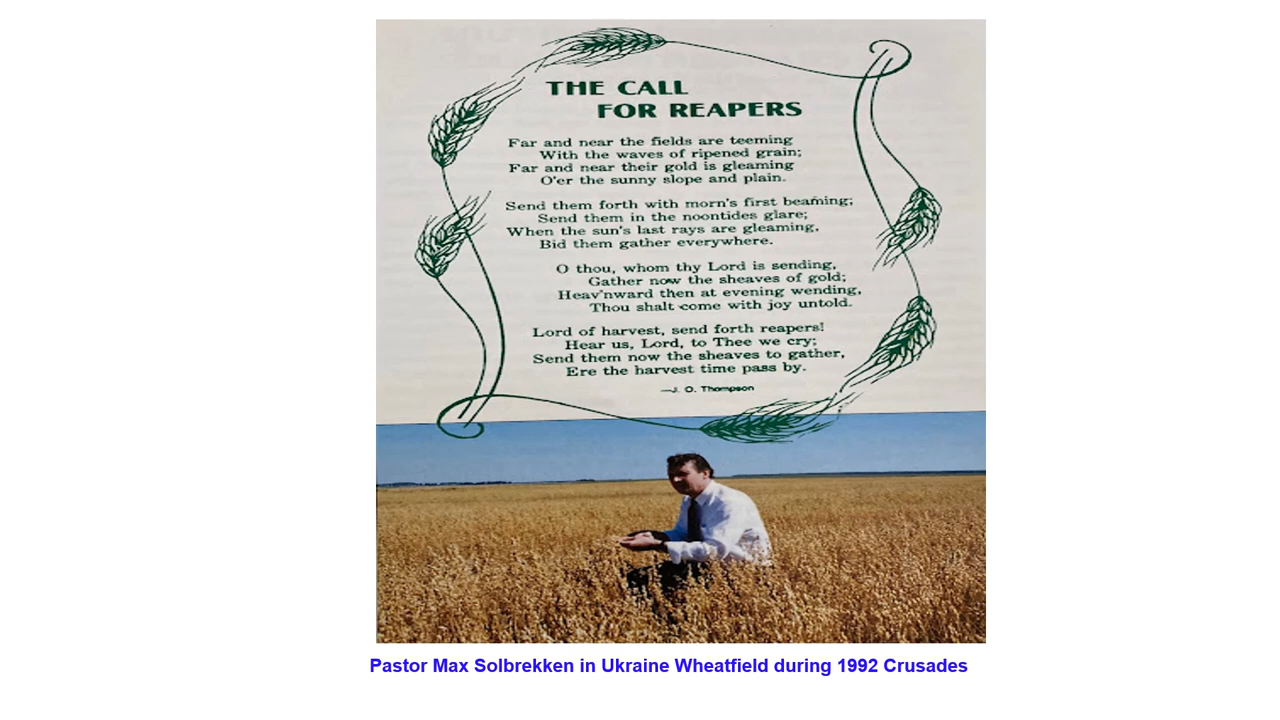 THE CALL
FOR REAPERS
Far and near the fields are teeming
With the waves of ripened grain;
Far and near their gold is gleaming
O'er the sunny slope and plain.
Send them forth with morn's first beaming;
Send them in the noontides glare;
When the sun's last rays are gleaming,
Bid them gather everywhere.
O thou, whom thy Lord is sending,
Gather now the sheaves of gold;
Heav'nward then at evening wending,
Thou shalt come with joy untold.
Lord of harvest, send forth reapers!
Hear us, Lord, to Thee we cry;
Send them now the sheaves to gather,
Ere the harvest time pass by.
—J. O. Thompson
Pastor Max Solbrekken in Ukraine Wheatfield during 1992 Crusades